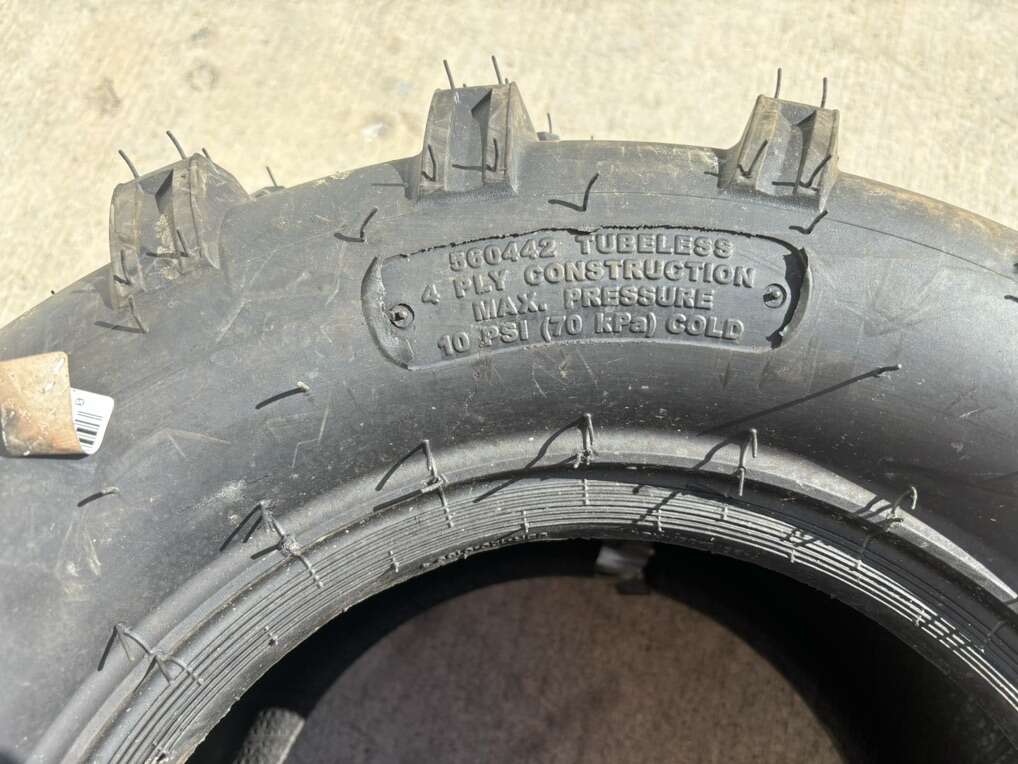 560442 TUBELESS
4 PLY CONSTRUCTION
MAX. PRESSURE
10 PSI (70 kPa) COLD